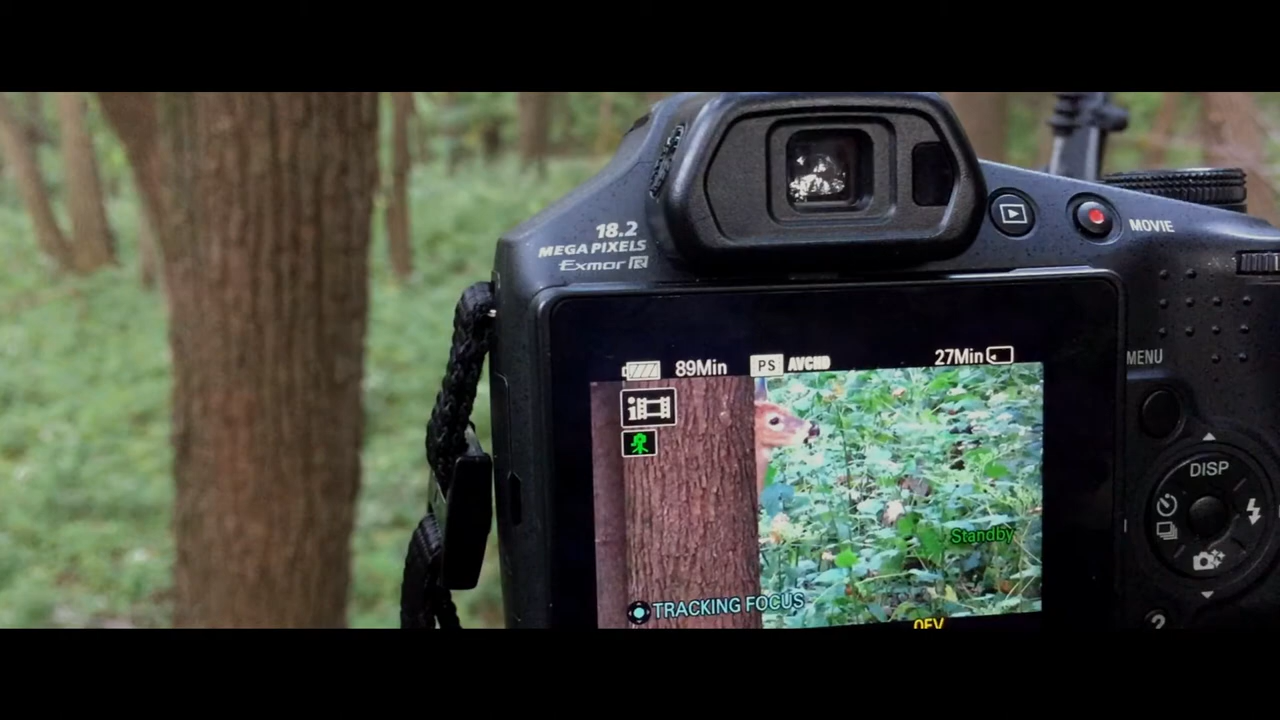 18.2
MEGA PIXELS
Exmor R
MOVIE
MENU
89Min PS AVCHD 27Min
i
DISP
Standby
TRACKING FOCUS
0EV
?